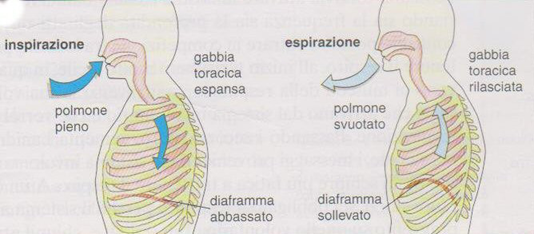 inspirazione
gabbia
toracica
espansa
polmone
pieno
diaframma
abbassato
espirazione
gabbia
toracica
rilasciata
polmone
svuotato
diaframma
sollevato